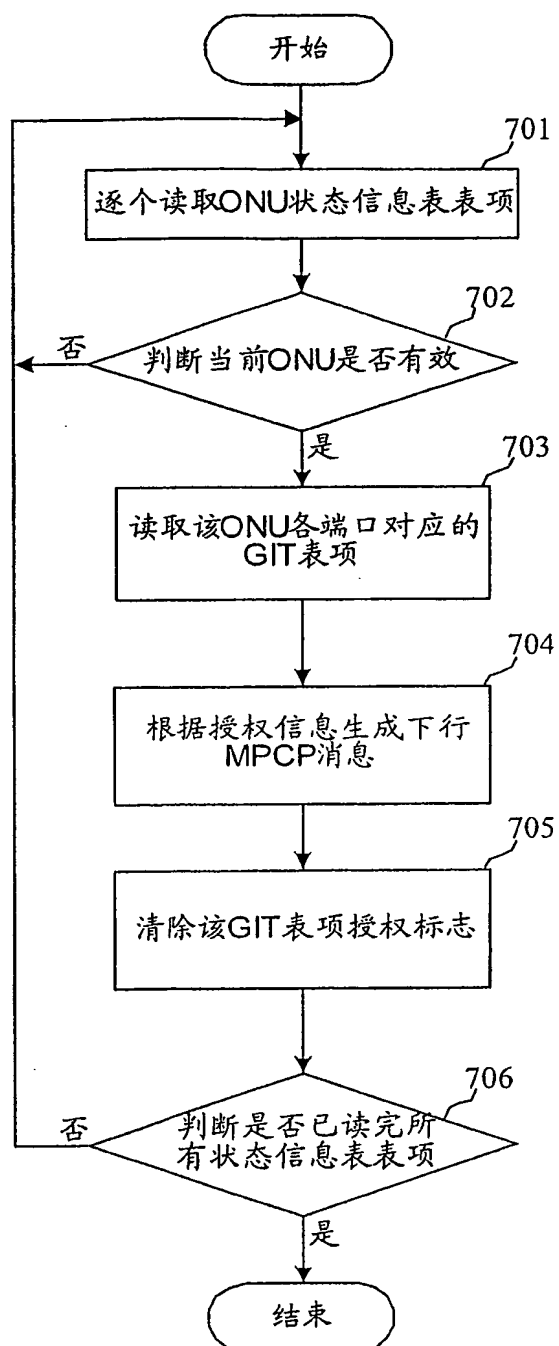 开始
701
逐个读取ONU状态信息表表项
702
否
判断当前ONU是否有效
是
703
读取该ONU各端口对应的
GIT表项
704
根据授权信息生成下行
MPCP消息
705
清除该GIT表项授权标志
706
否
判断是否已读完所
有状态信息表表项
是
结束